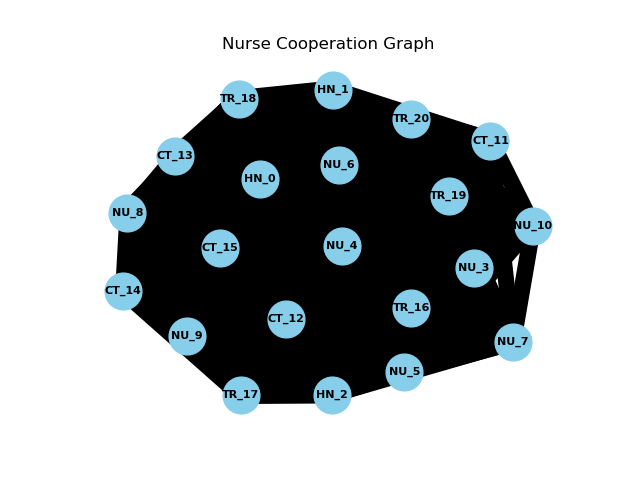 Nurse Cooperation Graph
HN_1
TR_18
TR_20
CT_11
CT_13
NU_6
HN_0
TR_19
NU_8
NU_10
NU_4
CT_15
NU_3
CT_14
TR_16
CT_12
NU_9
NU_7
NU_5
TR_17
HN_2